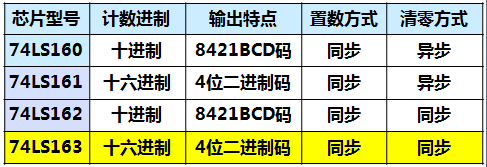 芯片型号 计数进制 输出特点 置数方式 清零方式
74LS160 十进制 8421BCD码 同步 异步
74LS161 十六进制 4位二进制码 同步 异步
74LS162 十进制 8421BCD码 同步 同步
74LS163 十六进制 4位二进制码 同步 同步